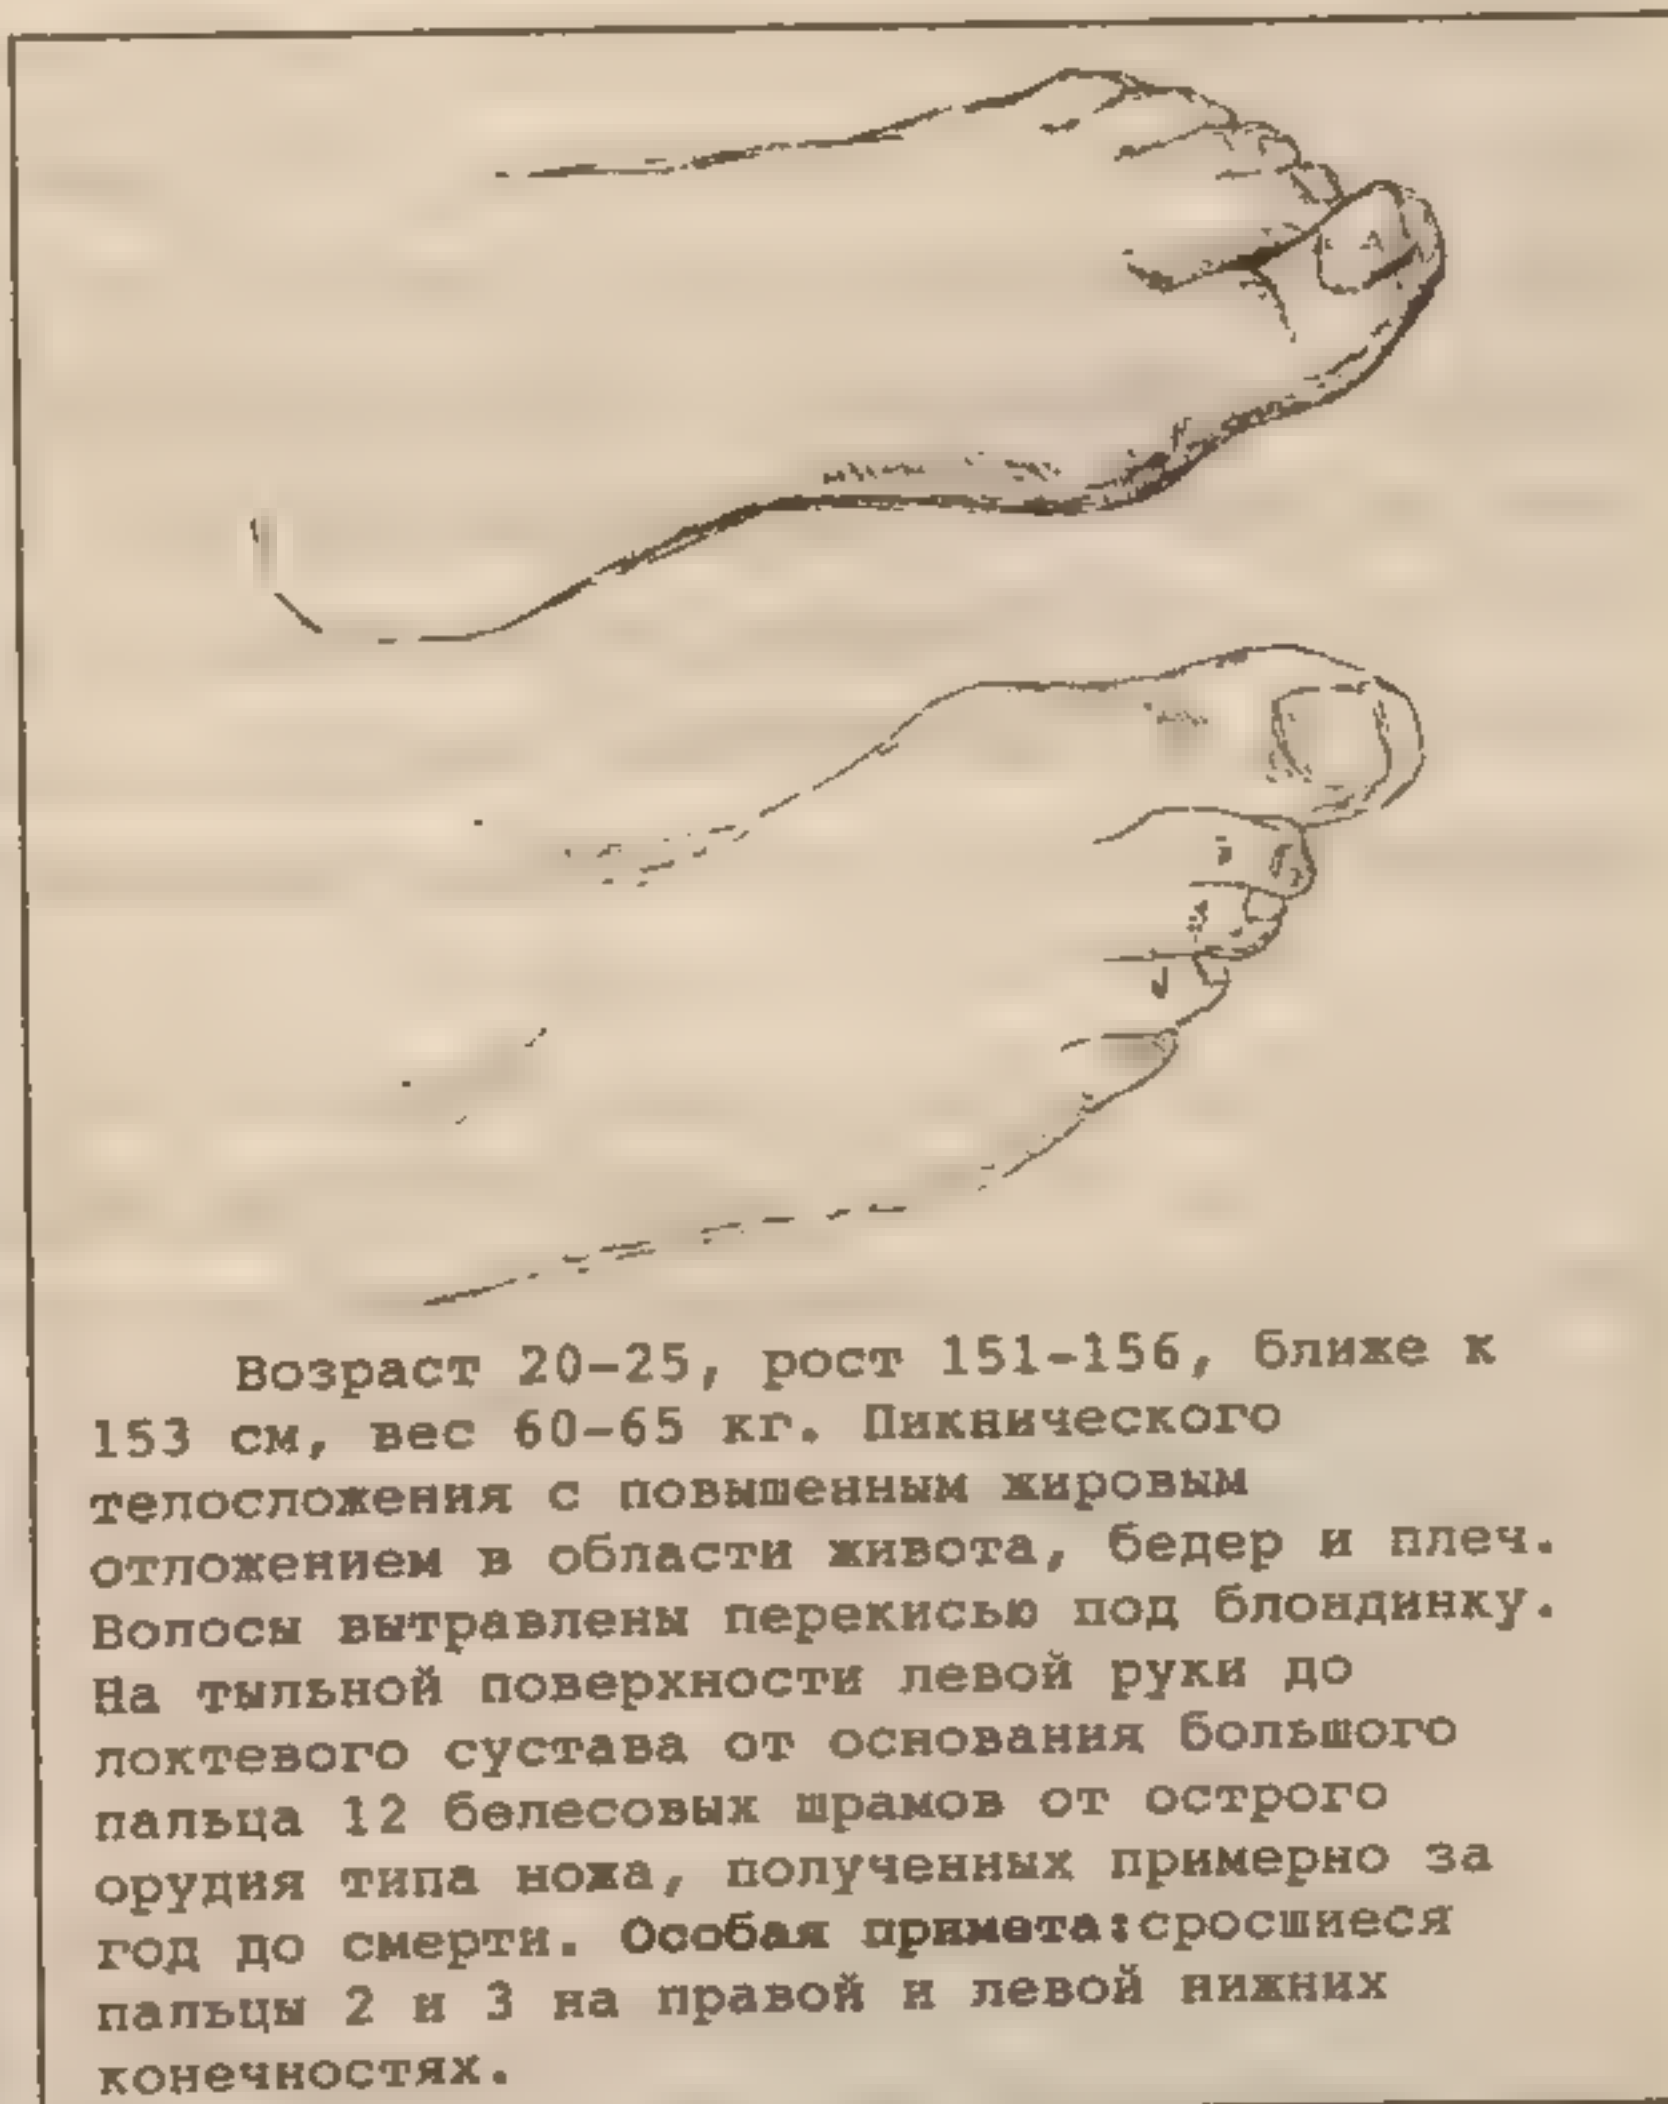 Возраст 20-25, рост 151-156, ближе к
153 см, вес 60-65 кг. Пикнического
телосложения с повышенным жировым
отложением в области живота, бедер и плеч.
Волосы вытравлены перекисью под блондинку.
На тыльной поверхности левой руки до
локтевого сустава от основания большого
пальца 12 белесовых шрамов от острого
орудия типа ножа, полученных примерно за
год до смерти. Особая примета:сросшиеся
пальцы 2 и 3 на правой и левой нижних
конечностях.